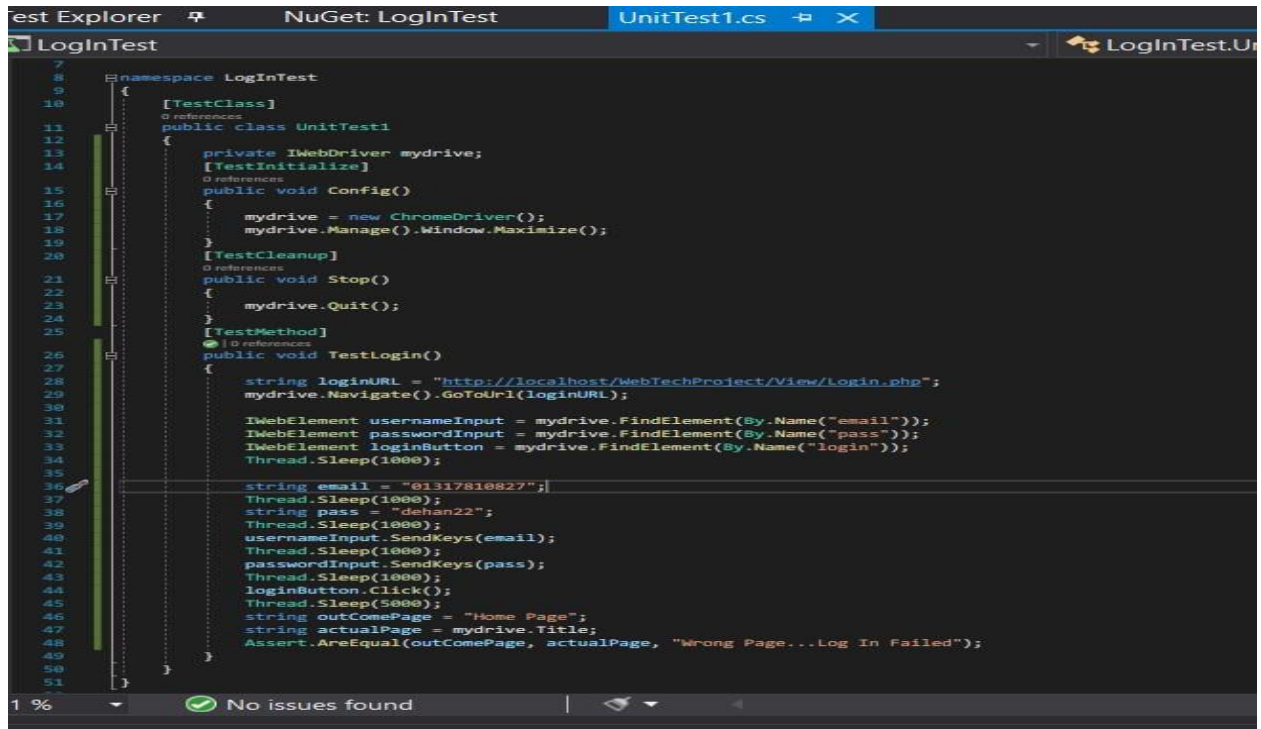 Test Explorer NuGet: LogInTest UnitTest1.cs
LogInTest LogInTest.Un
7
8 namespace LogInTest
9 {
10 [TestClass]
0 references
11 public class UnitTest1
12 {
13 private IWebDriver mydrive;
14 [TestInitialize]
0 references
15 public void Config()
16 {
17 mydrive = new ChromeDriver();
18 mydrive.Manage().Window.Maximize();
19 }
20 [TestCleanup]
0 references
21 public void Stop()
22 {
23 mydrive.Quit();
24 }
25 [TestMethod]
| 0 references
26 public void TestLogin()
27 {
28 string loginURL = "http://localhost/WebTechProject/View/Login.php";
29 mydrive.Navigate().GoToUrl(loginURL);
30
31 IWebElement usernameInput = mydrive.FindElement(By.Name("email"));
32 IWebElement passwordInput = mydrive.FindElement(By.Name("pass"));
33 IWebElement loginButton = mydrive.FindElement(By.Name("login"));
34 Thread.Sleep(1000);
35
36 string email = "01317810827";
37 Thread.Sleep(1000);
38 string pass = "dehan22";
39 Thread.Sleep(1000);
40 usernameInput.SendKeys(email);
41 Thread.Sleep(1000);
42 passwordInput.SendKeys(pass);
43 Thread.Sleep(1000);
44 loginButton.Click();
45 Thread.Sleep(5000);
46 string outComePage = "Home Page";
47 string actualPage = mydrive.Title;
48 Assert.AreEqual(outComePage, actualPage, "Wrong Page...Log In Failed");
49 }
50 }
51 }
1 % No issues found